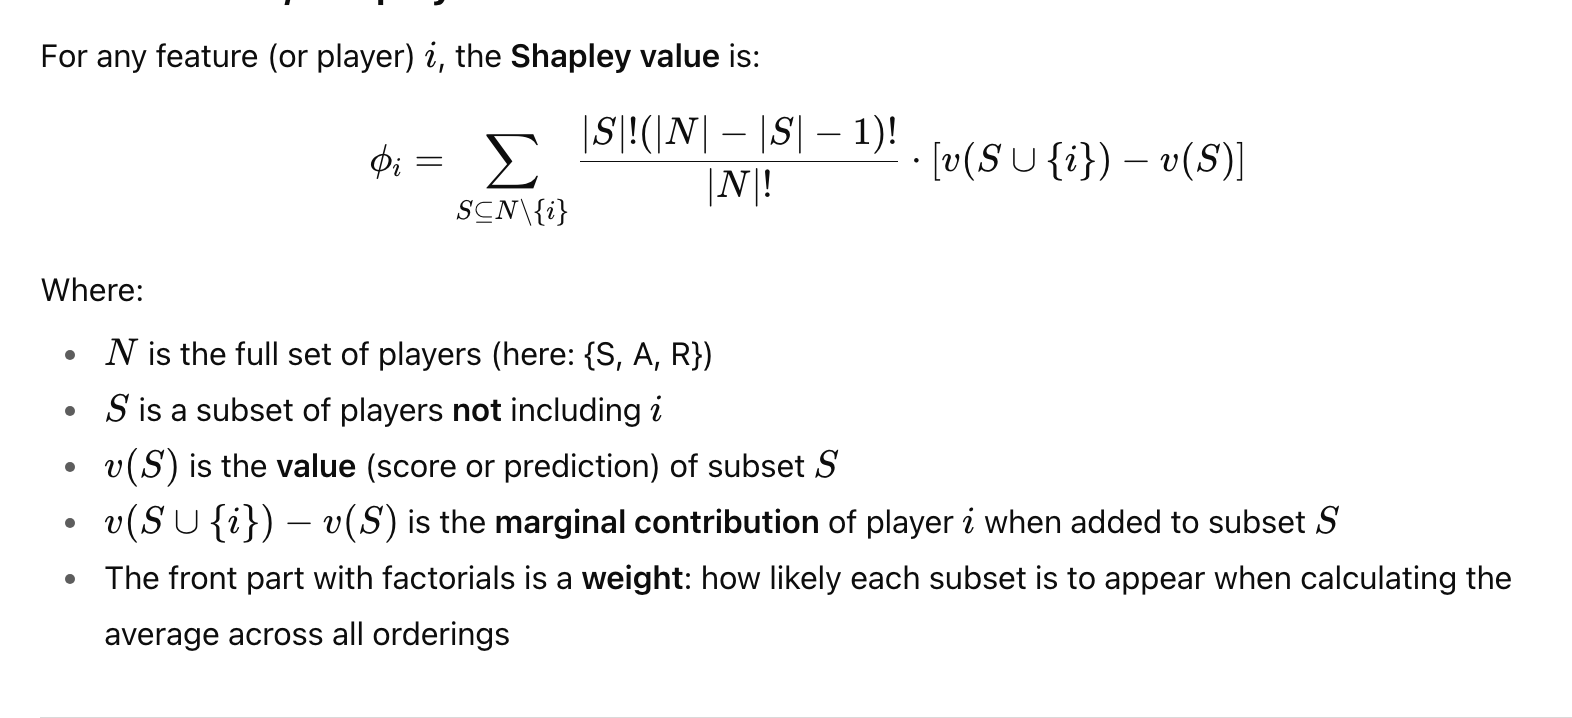 For any feature (or player) i, the Shapley value is:
ϕᵢ = ∑_{S⊆N\{i}} |S|!(|N| − |S| − 1)! / |N|! · [v(S ∪ {i}) − v(S)]
Where:
• N is the full set of players (here: {S, A, R})
• S is a subset of players not including i
• v(S) is the value (score or prediction) of subset S
• v(S ∪ {i}) − v(S) is the marginal contribution of player i when added to subset S
• The front part with factorials is a weight: how likely each subset is to appear when calculating the
average across all orderings